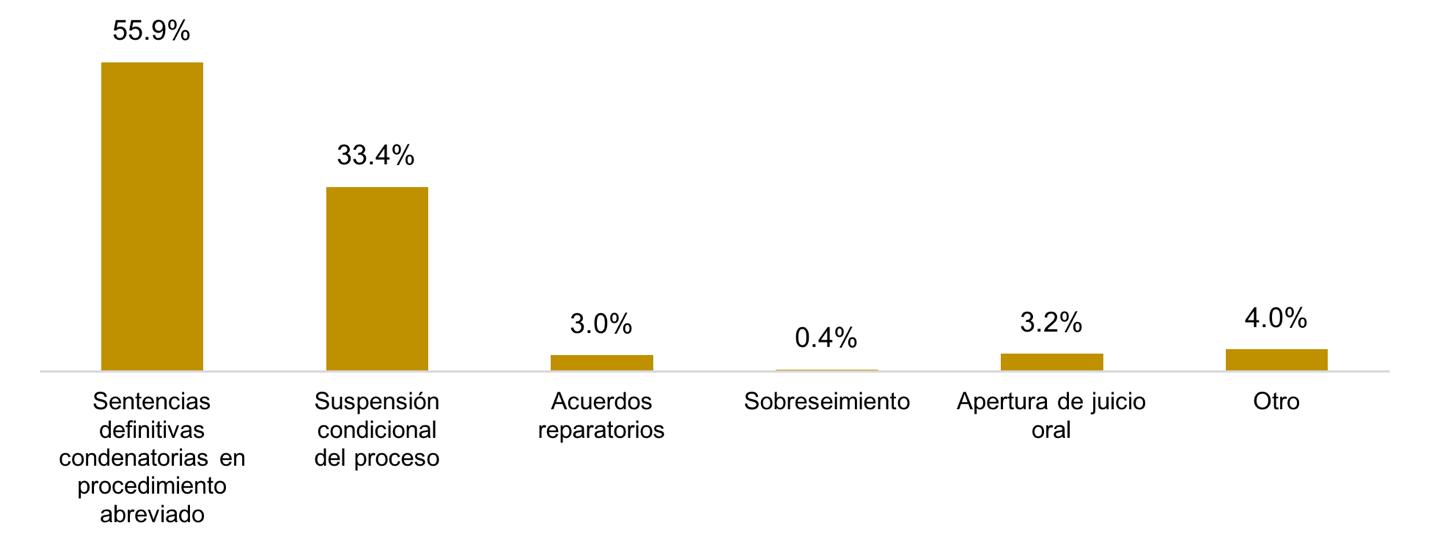 55.9%
33.4%
3.0%
0.4%
3.2%
4.0%
Sentencias
definitivas
condenatorias en
procedimiento
abreviado
Suspensión
condicional
del proceso
Acuerdos
reparatorios
Sobreseimiento
Apertura de juicio
oral
Otro